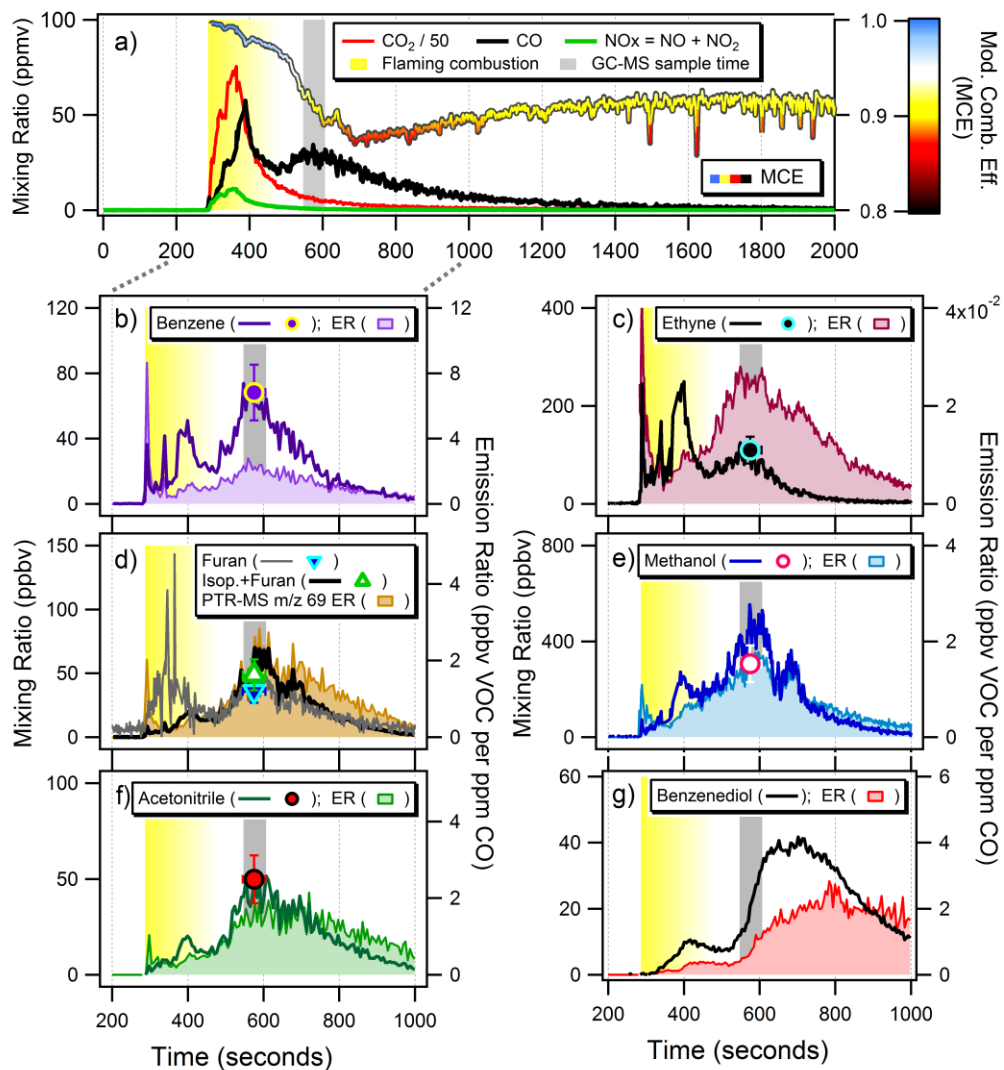 a)
CO2 / 50 CO NOx = NO + NO2
Flaming combustion GC-MS sample time
MCE
Mixing Ratio (ppmv)
100
50
0
0 200 400 600 800 1000 1200 1400 1600 1800 2000
1.0
0.9
0.8
1.0
0.9
0.8
Mod. Comb. Eff.
(MCE)
b)
Benzene ( ); ER ( )
120
80
40
0
12
8
4
0
c)
Ethyne ( ); ER ( )
400
200
0
4x10-2
2
0
d)
Furan ( )
Isop.+Furan ( )
PTR-MS m/z 69 ER ( )
150
100
50
0
4
2
0
e)
Methanol ( ); ER ( )
800
400
0
4
2
0
f)
Acetonitrile ( ); ER ( )
100
50
0
4
2
0
200 400 600 800 1000
Time (seconds)
g)
Benzenediol ( ); ER ( )
60
40
20
0
6
4
2
0
200 400 600 800 1000
Time (seconds)
Mixing Ratio (ppbv)
Emission Ratio (ppbv VOC per ppm CO)
Mixing Ratio (ppbv)
Emission Ratio (ppbv VOC per ppm CO)